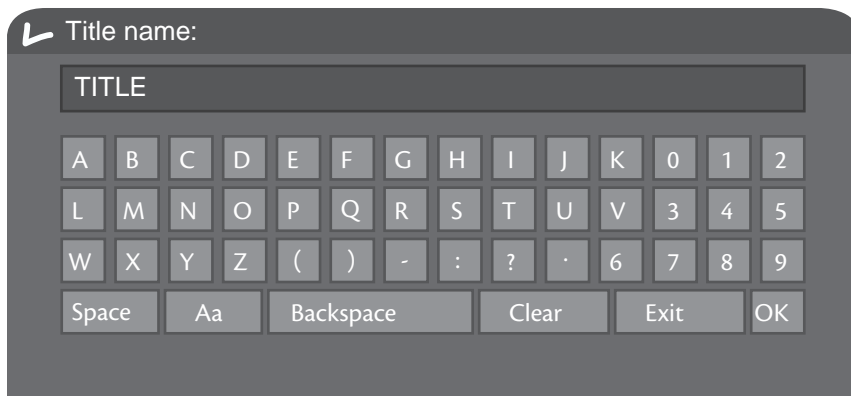 Title name:
TITLE
A B C D E F G H I J K 0 1 2
L M N O P Q R S T U V 3 4 5
W X Y Z ( ) - : ? · 6 7 8 9
Space Aa Backspace Clear Exit OK